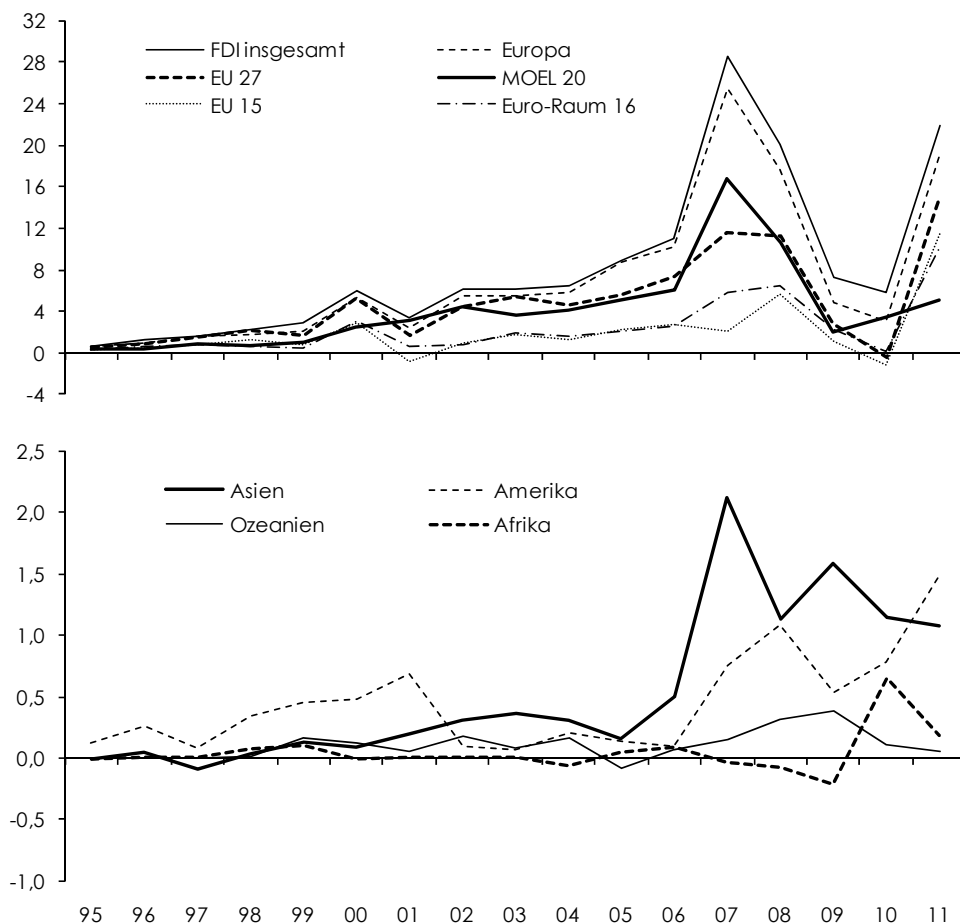 32
28
24
20
16
12
8
4
0
-4
FDI insgesamt
Europa
EU 27
MOEL 20
EU 15
Euro-Raum 16
2,5
2,0
1,5
1,0
0,5
0,0
-0,5
-1,0
Asien
Amerika
Ozeanien
Afrika
95 96 97 98 99 00 01 02 03 04 05 06 07 08 09 10 11